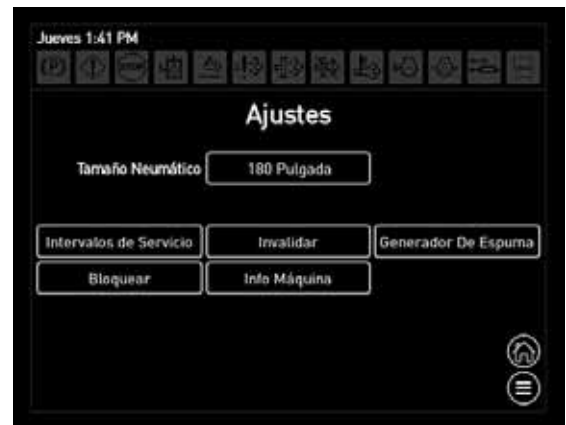 Jueves 1:41 PM
(P) STOP
Ajustes
Tamaño Neumático 180 Pulgada
Intervalos de Servicio Invalidar Generador De Espuma
Bloquear Info Máquina